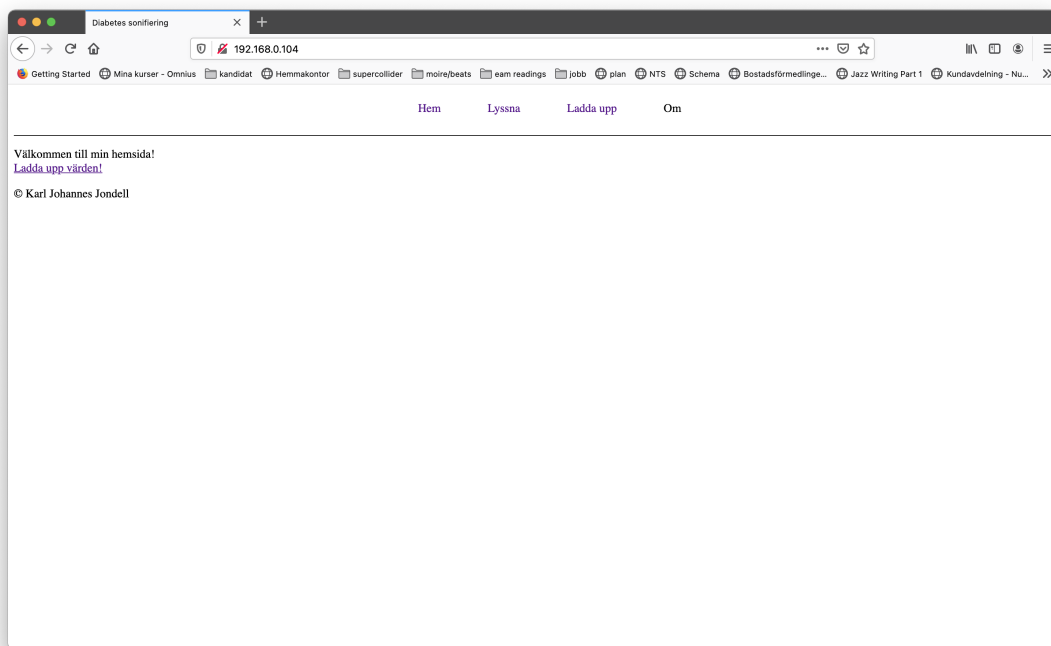 Diabetes sonifiering
192.168.0.104
Getting Started Mina kurser - Omnius kandidat Hemmakontor supercollider moire/beats eam readings jobb plan NTS Schema Bostadsförmedlinge... Jazz Writing Part 1 Kundavdelning - Nu...
Hem Lyssna Ladda upp Om
Välkommen till min hemsida!
Ladda upp värden!
© Karl Johannes Jondell